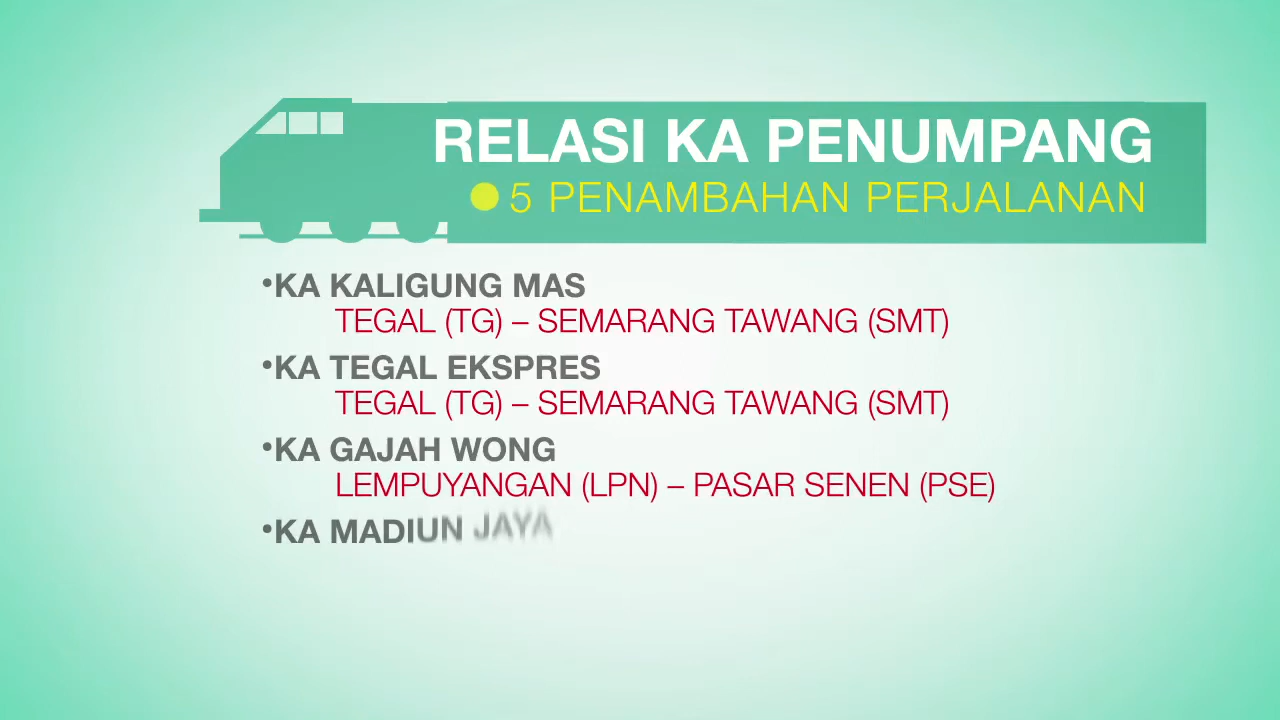 RELASI KA PENUMPANG
5 PENAMBAHAN PERJALANAN
•KA KALIGUNG MAS
TEGAL (TG) – SEMARANG TAWANG (SMT)
•KA TEGAL EKSPRES
TEGAL (TG) – SEMARANG TAWANG (SMT)
•KA GAJAH WONG
LEMPUYANGAN (LPN) – PASAR SENEN (PSE)
•KA MADIUN JAYA